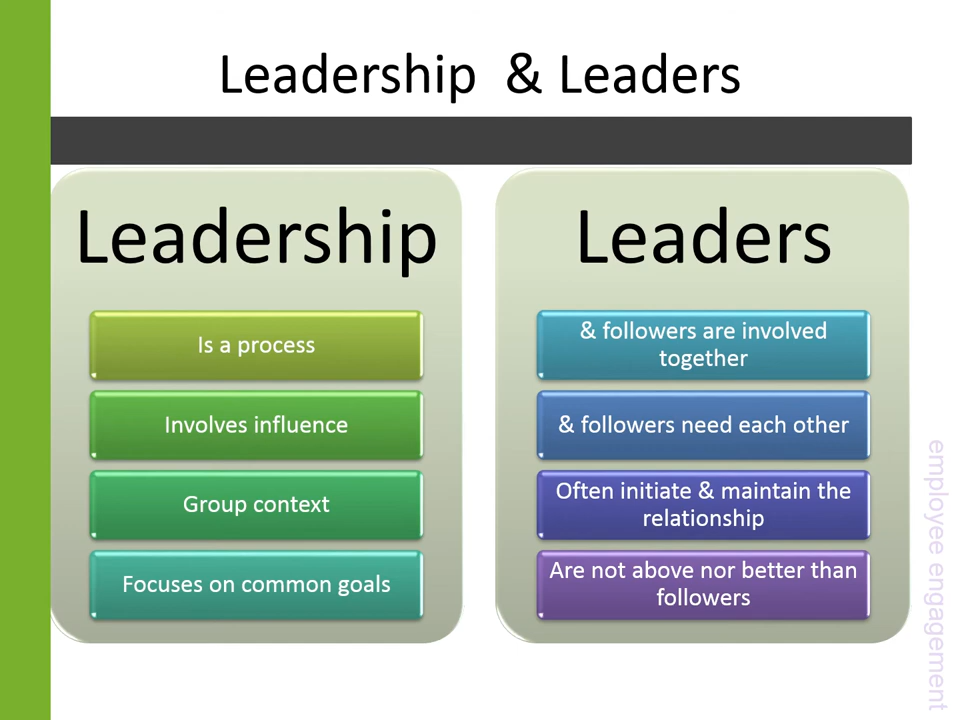 Leadership & Leaders
Leadership
Is a process
Involves influence
Group context
Focuses on common goals
Leaders
& followers are involved
together
& followers need each other
Often initiate & maintain the
relationship
Are not above nor better than
followers
employee engagement